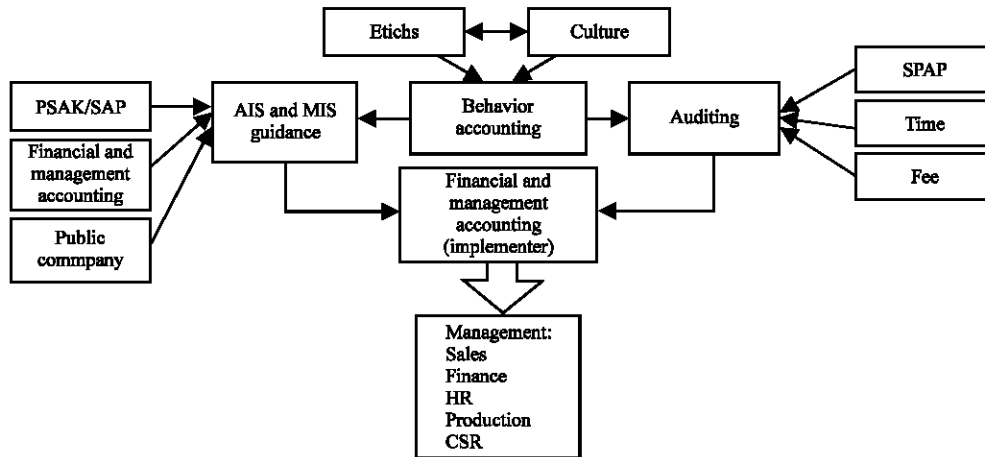 Etichs
Culture
PSAK/SAP
AIS and MIS
guidance
Behavior
accounting
Auditing
SPAP
Time
Fee
Financial and
management
accounting
Public
commpany
Financial and
management
accounting
(implementer)
Management:
Sales
Finance
HR
Production
CSR